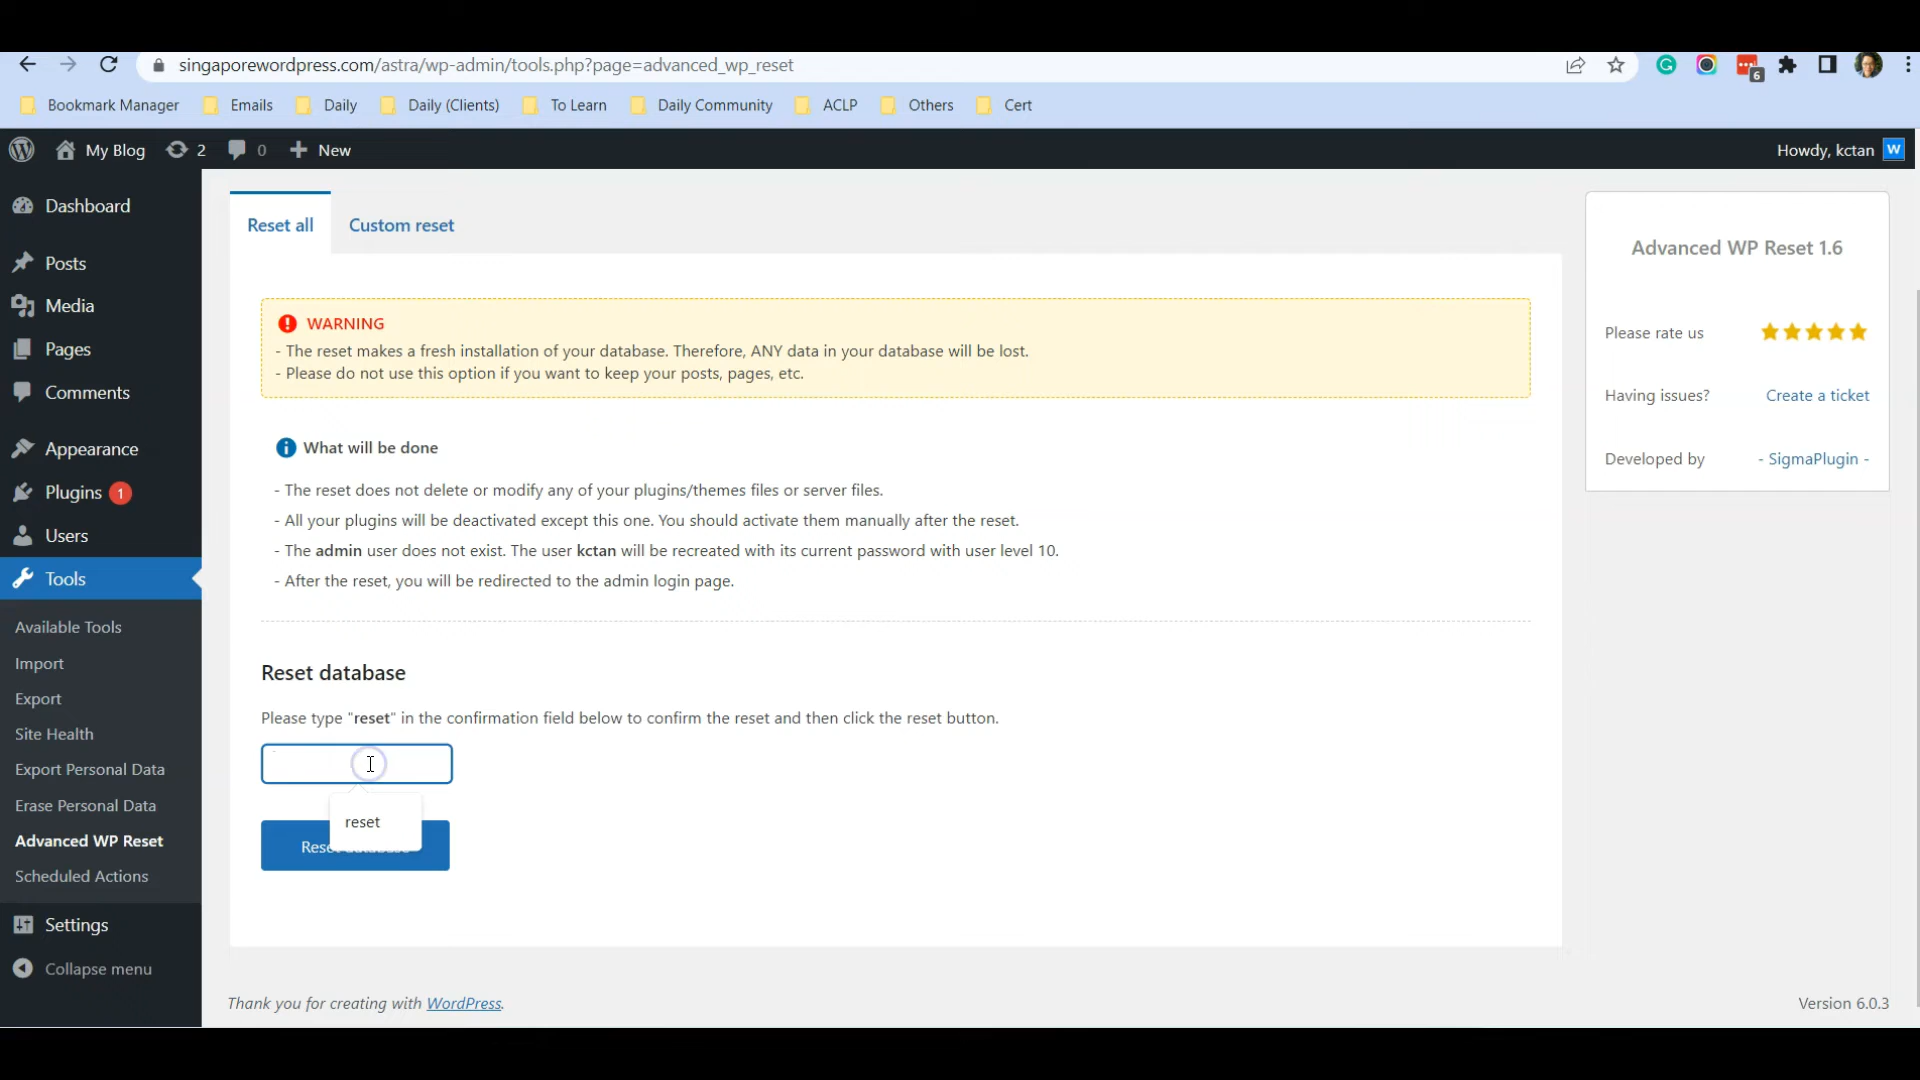 singaporewordpress.com/astra/wp-admin/tools.php?page=advanced_wp_reset
6
Bookmark Manager Emails Daily Daily (Clients) To Learn Daily Community ACLP Others Cert
My Blog 2 0 New Howdy, kctan
Dashboard
Posts
Media
Pages
Comments
Appearance
Plugins 1
Users
Tools
Available Tools
Import
Export
Site Health
Export Personal Data
Erase Personal Data
Advanced WP Reset
Scheduled Actions
Settings
Collapse menu
Reset all Custom reset
WARNING
- The reset makes a fresh installation of your database. Therefore, ANY data in your database will be lost.
- Please do not use this option if you want to keep your posts, pages, etc.
What will be done
- The reset does not delete or modify any of your plugins/themes files or server files.
- All your plugins will be deactivated except this one. You should activate them manually after the reset.
- The admin user does not exist. The user kctan will be recreated with its current password with user level 10.
- After the reset, you will be redirected to the admin login page.
Reset database
Please type "reset" in the confirmation field below to confirm the reset and then click the reset button.
reset
Advanced WP Reset 1.6
Please rate us
Having issues? Create a ticket
Developed by - SigmaPlugin -
Thank you for creating with WordPress.
Version 6.0.3